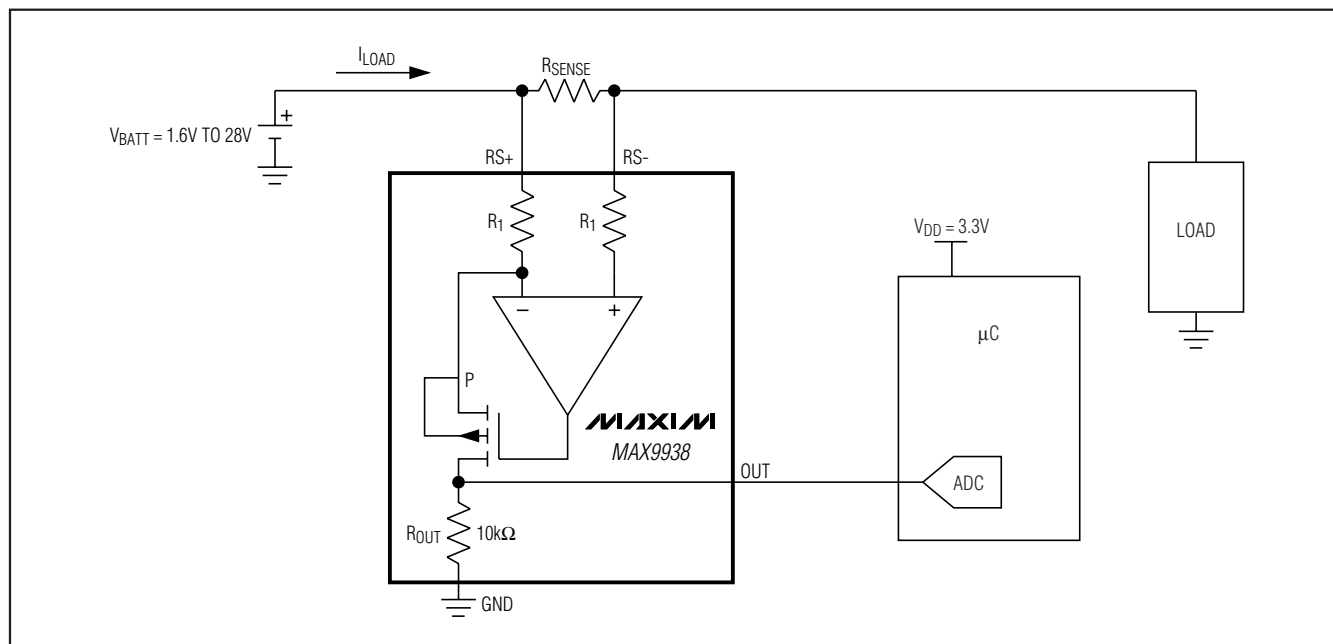 ILOAD
RSENSE
+
VBATT = 1.6V TO 28V
RS+
RS-
R1
R1
VDD = 3.3V
LOAD
− +
μC
P
MAXIM
MAX9938
OUT
ADC
ROUT 10kΩ
GND